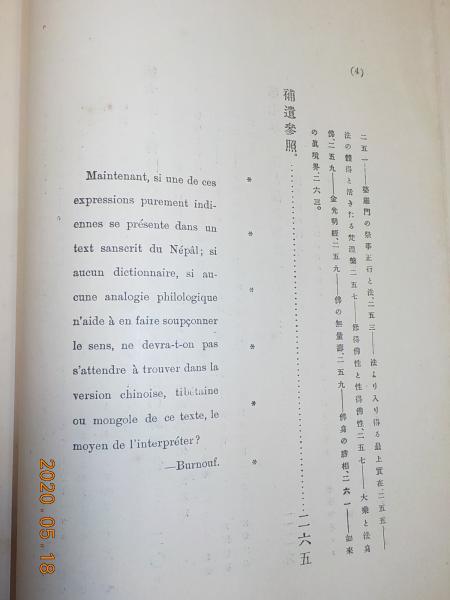 (4)
二五一——婆羅門の祭事正行と法、二五三——法より入り得る最上實在二五五——
法の體得と活きたる梵涅槃二五七——修得佛性と性得佛性、二五七——大乘と法身
佛、二五九——金光明經、二五九——佛の無量壽、二五九——佛身の諸相、二六一——如來
の眞境界、二六三。
補遺參照。……二六五
Maintenant, si une de ces
expressions purement indi-
ennes se présente dans un
text sanscrit du Népâl; si
aucun dictionnaire, si au-
cune analogie philologique
n'aide à en faire soupçonner
le sens, ne devra-t-on pas
s'attendre à trouver dans la
version chinoise, tibétaine
ou mongole de ce texte, le
moyen de l'interpréter?
—Burnouf.
2020.05.18